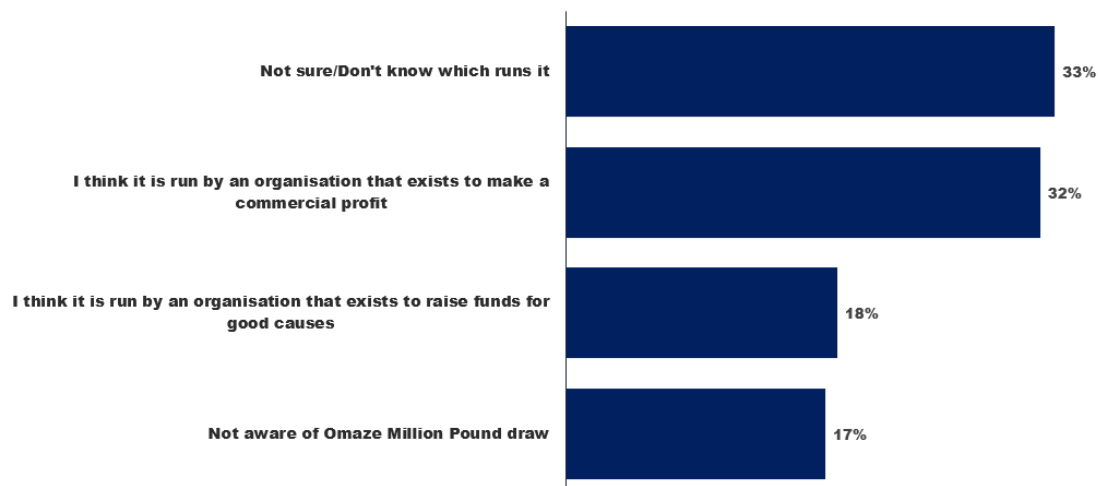 Not sure/Don't know which runs it
33%
I think it is run by an organisation that exists to make a
commercial profit
32%
I think it is run by an organisation that exists to raise funds for
good causes
18%
Not aware of Omaze Million Pound draw
17%